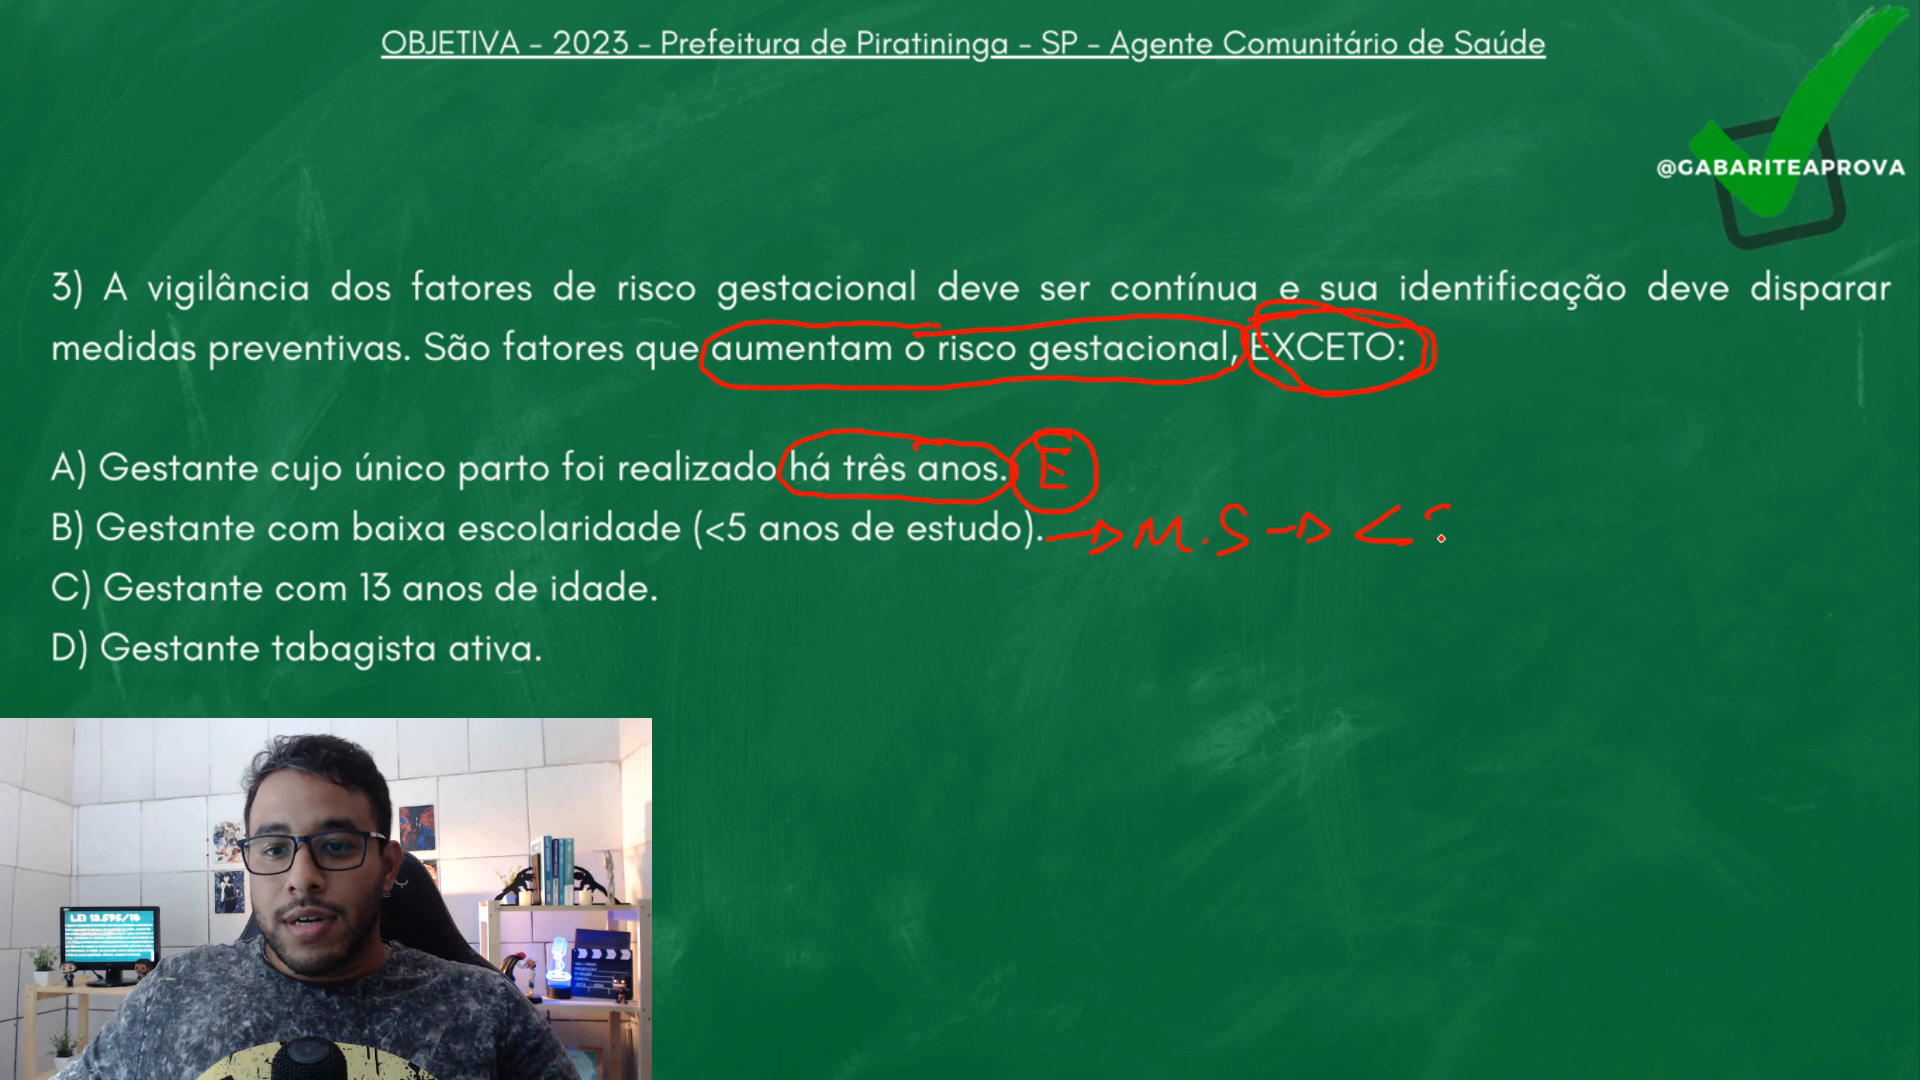 OBJETIVA - 2023 - Prefeitura de Piratininga - SP - Agente Comunitário de Saúde
@GABARITEAPROVA
3) A vigilância dos fatores de risco gestacional deve ser contínua e sua identificação deve disparar
medidas preventivas. São fatores que aumentam o risco gestacional, EXCETO:
A) Gestante cujo único parto foi realizado há três anos. E
B) Gestante com baixa escolaridade (<5 anos de estudo). M.S <
C) Gestante com 13 anos de idade.
D) Gestante tabagista ativa.
LEI 13.595/18